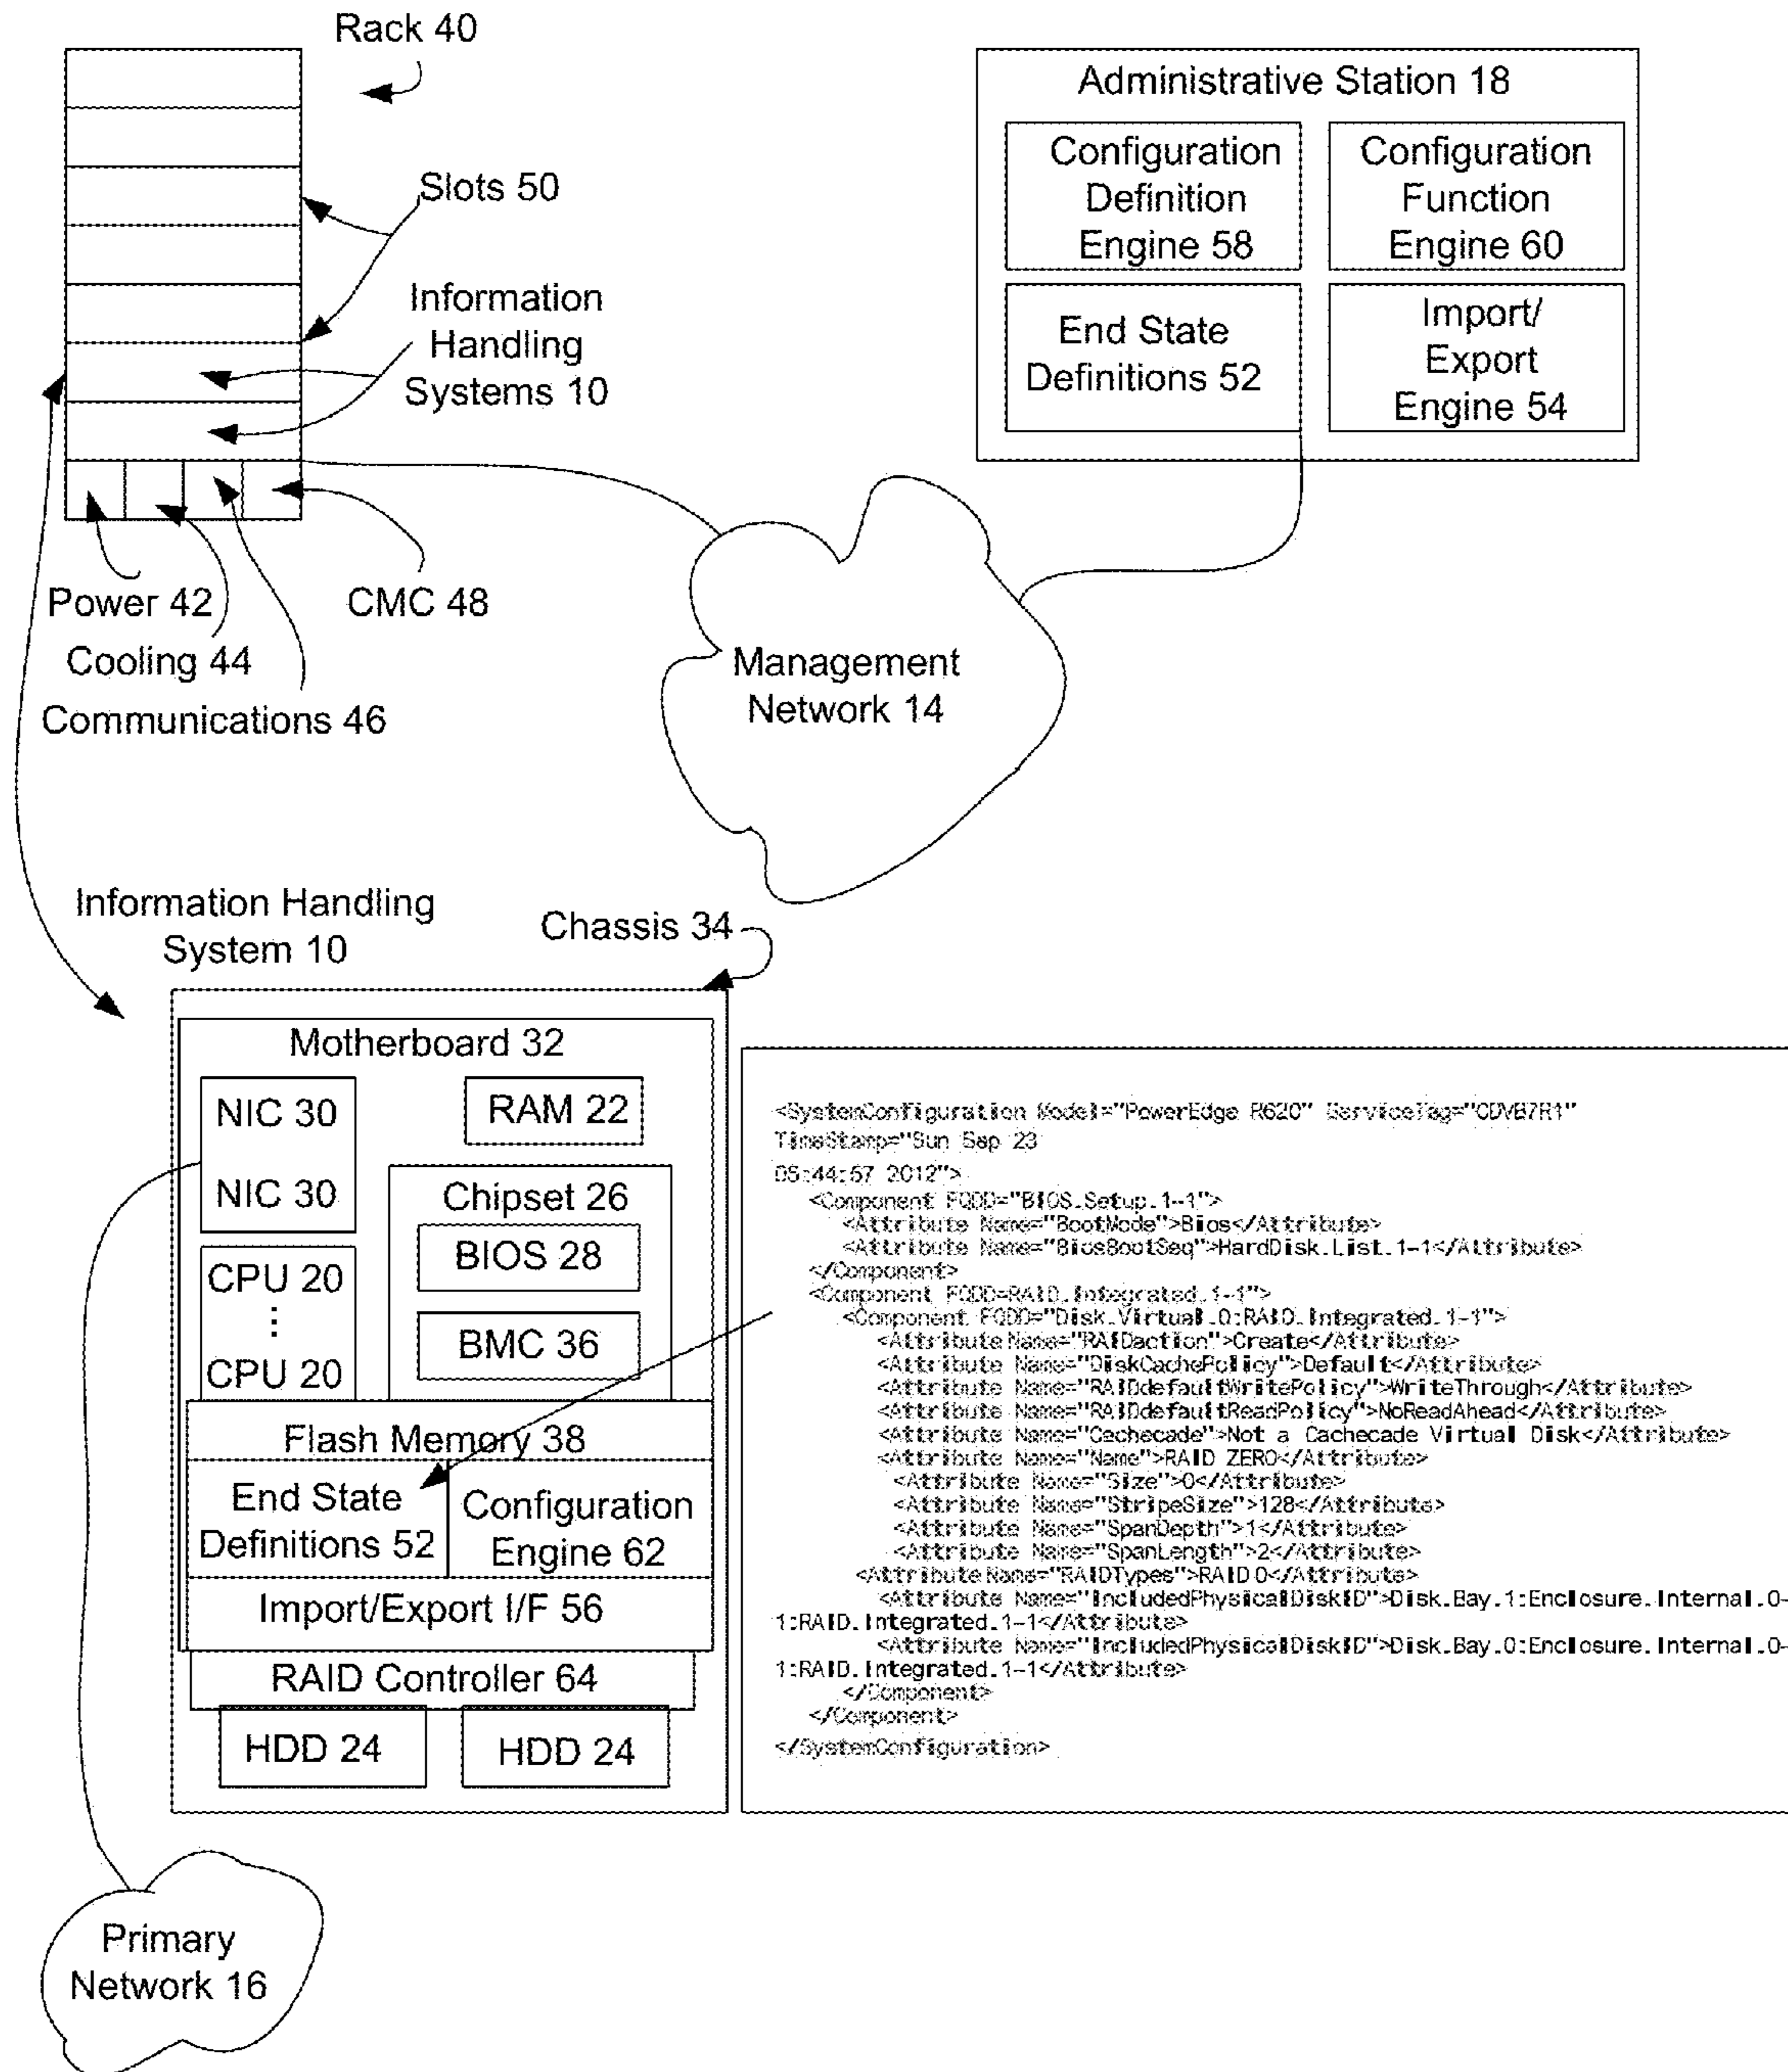 Rack 40
Slots 50
Information
Handling
Systems 10
Power 42
CMC 48
Cooling 44
Communications 46
Administrative Station 18
Configuration
Definition
Engine 58
Configuration
Function
Engine 60
End State
Definitions 52
Import/
Export
Engine 54
Management
Network 14
Information Handling
System 10
Chassis 34
Motherboard 32
NIC 30
NIC 30
RAM 22
Chipset 26
BIOS 28
BMC 36
CPU 20
CPU 20
Flash Memory 38
End State
Definitions 52
Configuration
Engine 62
Import/Export I/F 56
RAID Controller 64
HDD 24
HDD 24
Primary
Network 16
<SystemConfiguration Model="PowerEdge R620"
TimeStamp="Sun Sep 23
05:44:57 2012">
<Component FQDD="BIOS.Setup.1-1">
<Attribute Name="BootMode">Bios</Attribute>
<Attribute Name="BiosBootSeq">HardDisk.List.1-1</Attribute>
</Component>
<Component FQDD=RAID.Integrated.1-1">
<Component FQDD="Disk.Virtual.0:RAID.Integrated.1-1">
<Attribute Name="RAIDaction">Create</Attribute>
<Attribute Name="DiskCachePolicy">Default</Attribute>
<Attribute Name="RAIDdefaultWritePolicy">WriteThrough</Attribute>
<Attribute Name="RAIDdefaultReadPolicy">NoReadAhead</Attribute>
<Attribute Name="Cachecade">Not a Cachecade Virtual Disk</Attribute>
<Attribute Name="Name">RAID ZERO</Attribute>
<Attribute Name="Size">0</Attribute>
<Attribute Name="StripeSize">128</Attribute>
<Attribute Name="SpanDepth">1</Attribute>
<Attribute Name="SpanLength">2</Attribute>
<Attribute Name="RAIDTypes">RAID 0</Attribute>
<Attribute Name="IncludedPhysicalDiskID">Disk.Bay.1:Enclosure.Internal.0-
1:RAID.Integrated.1-1</Attribute>
<Attribute Name="IncludedPhysicalDiskID">Disk.Bay.0:Enclosure.Internal.0-
1:RAID.Integrated.1-1</Attribute>
</Component>
</Component>
</SystemConfiguration>